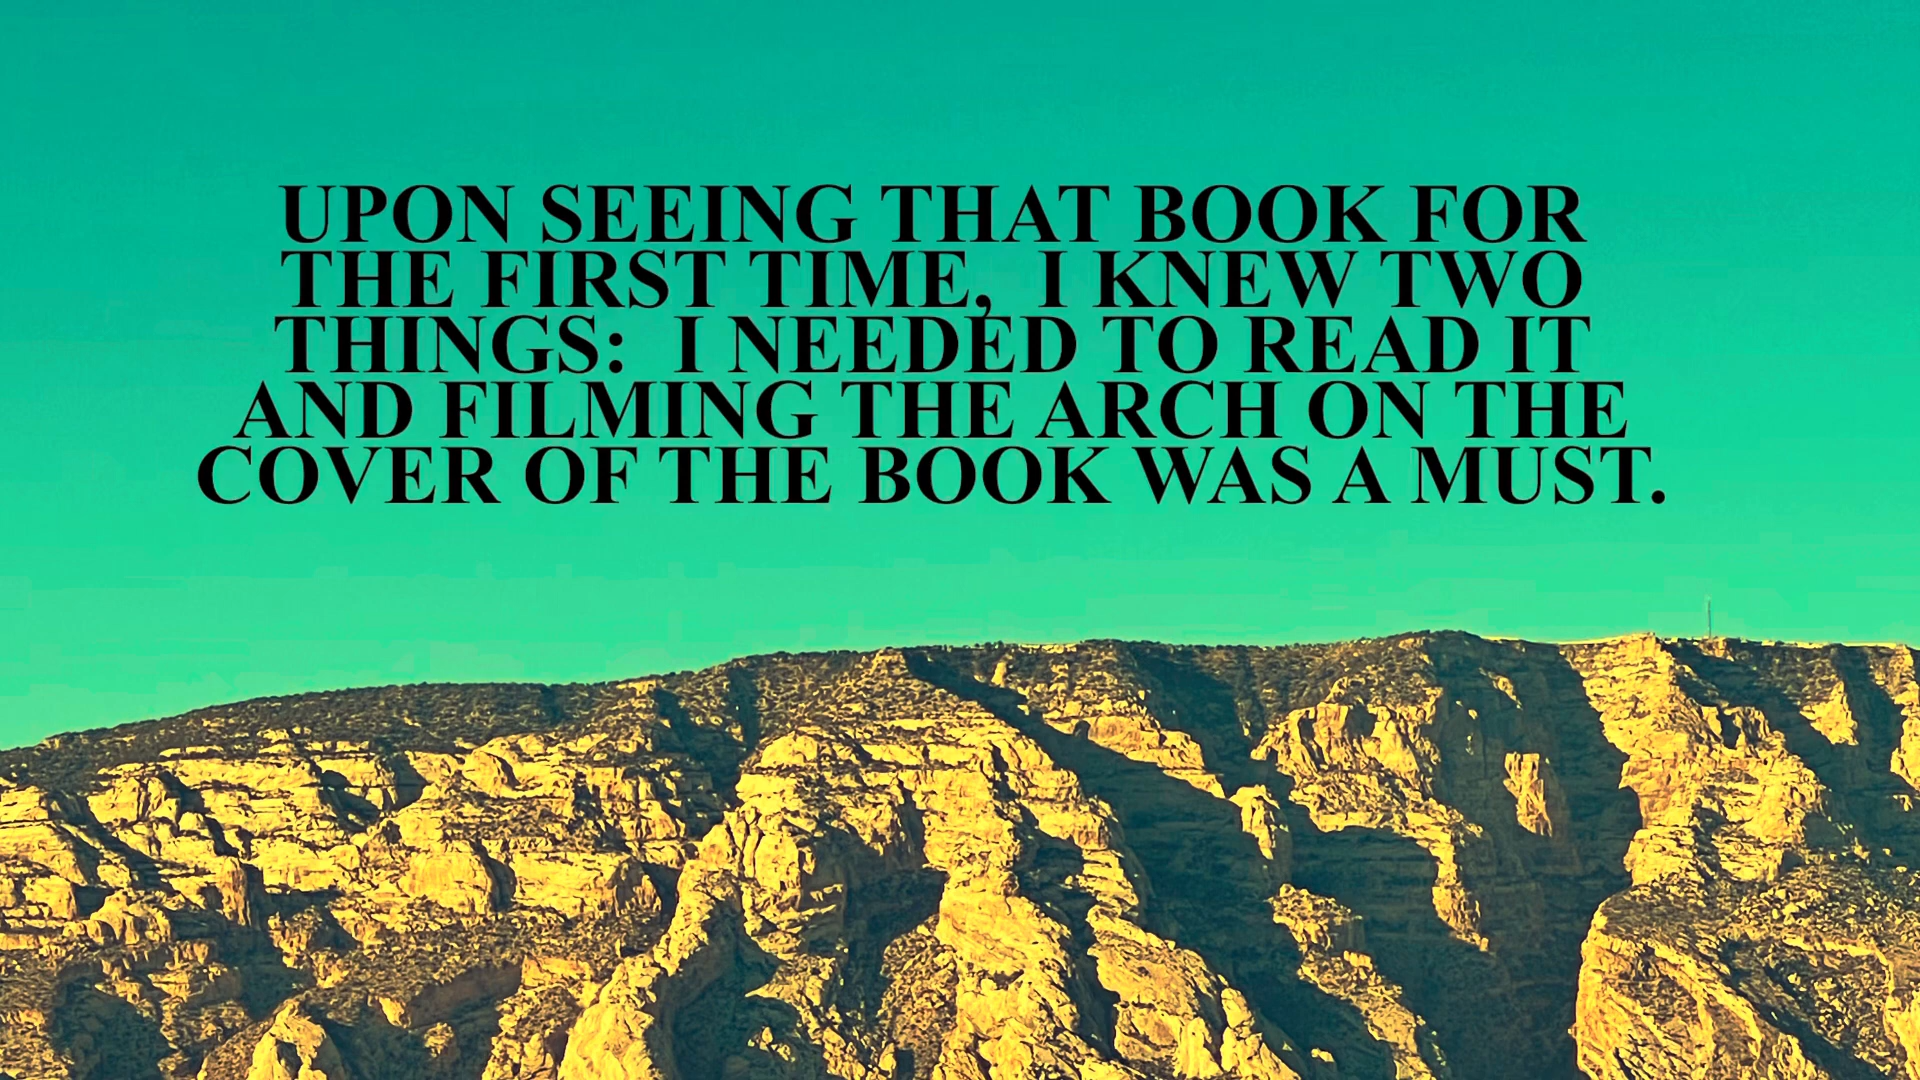 UPON SEEING THAT BOOK FOR
THE FIRST TIME,  I KNEW TWO
THINGS:  I NEEDED TO READ IT
AND FILMING THE ARCH ON THE
COVER OF THE BOOK WAS A MUST.